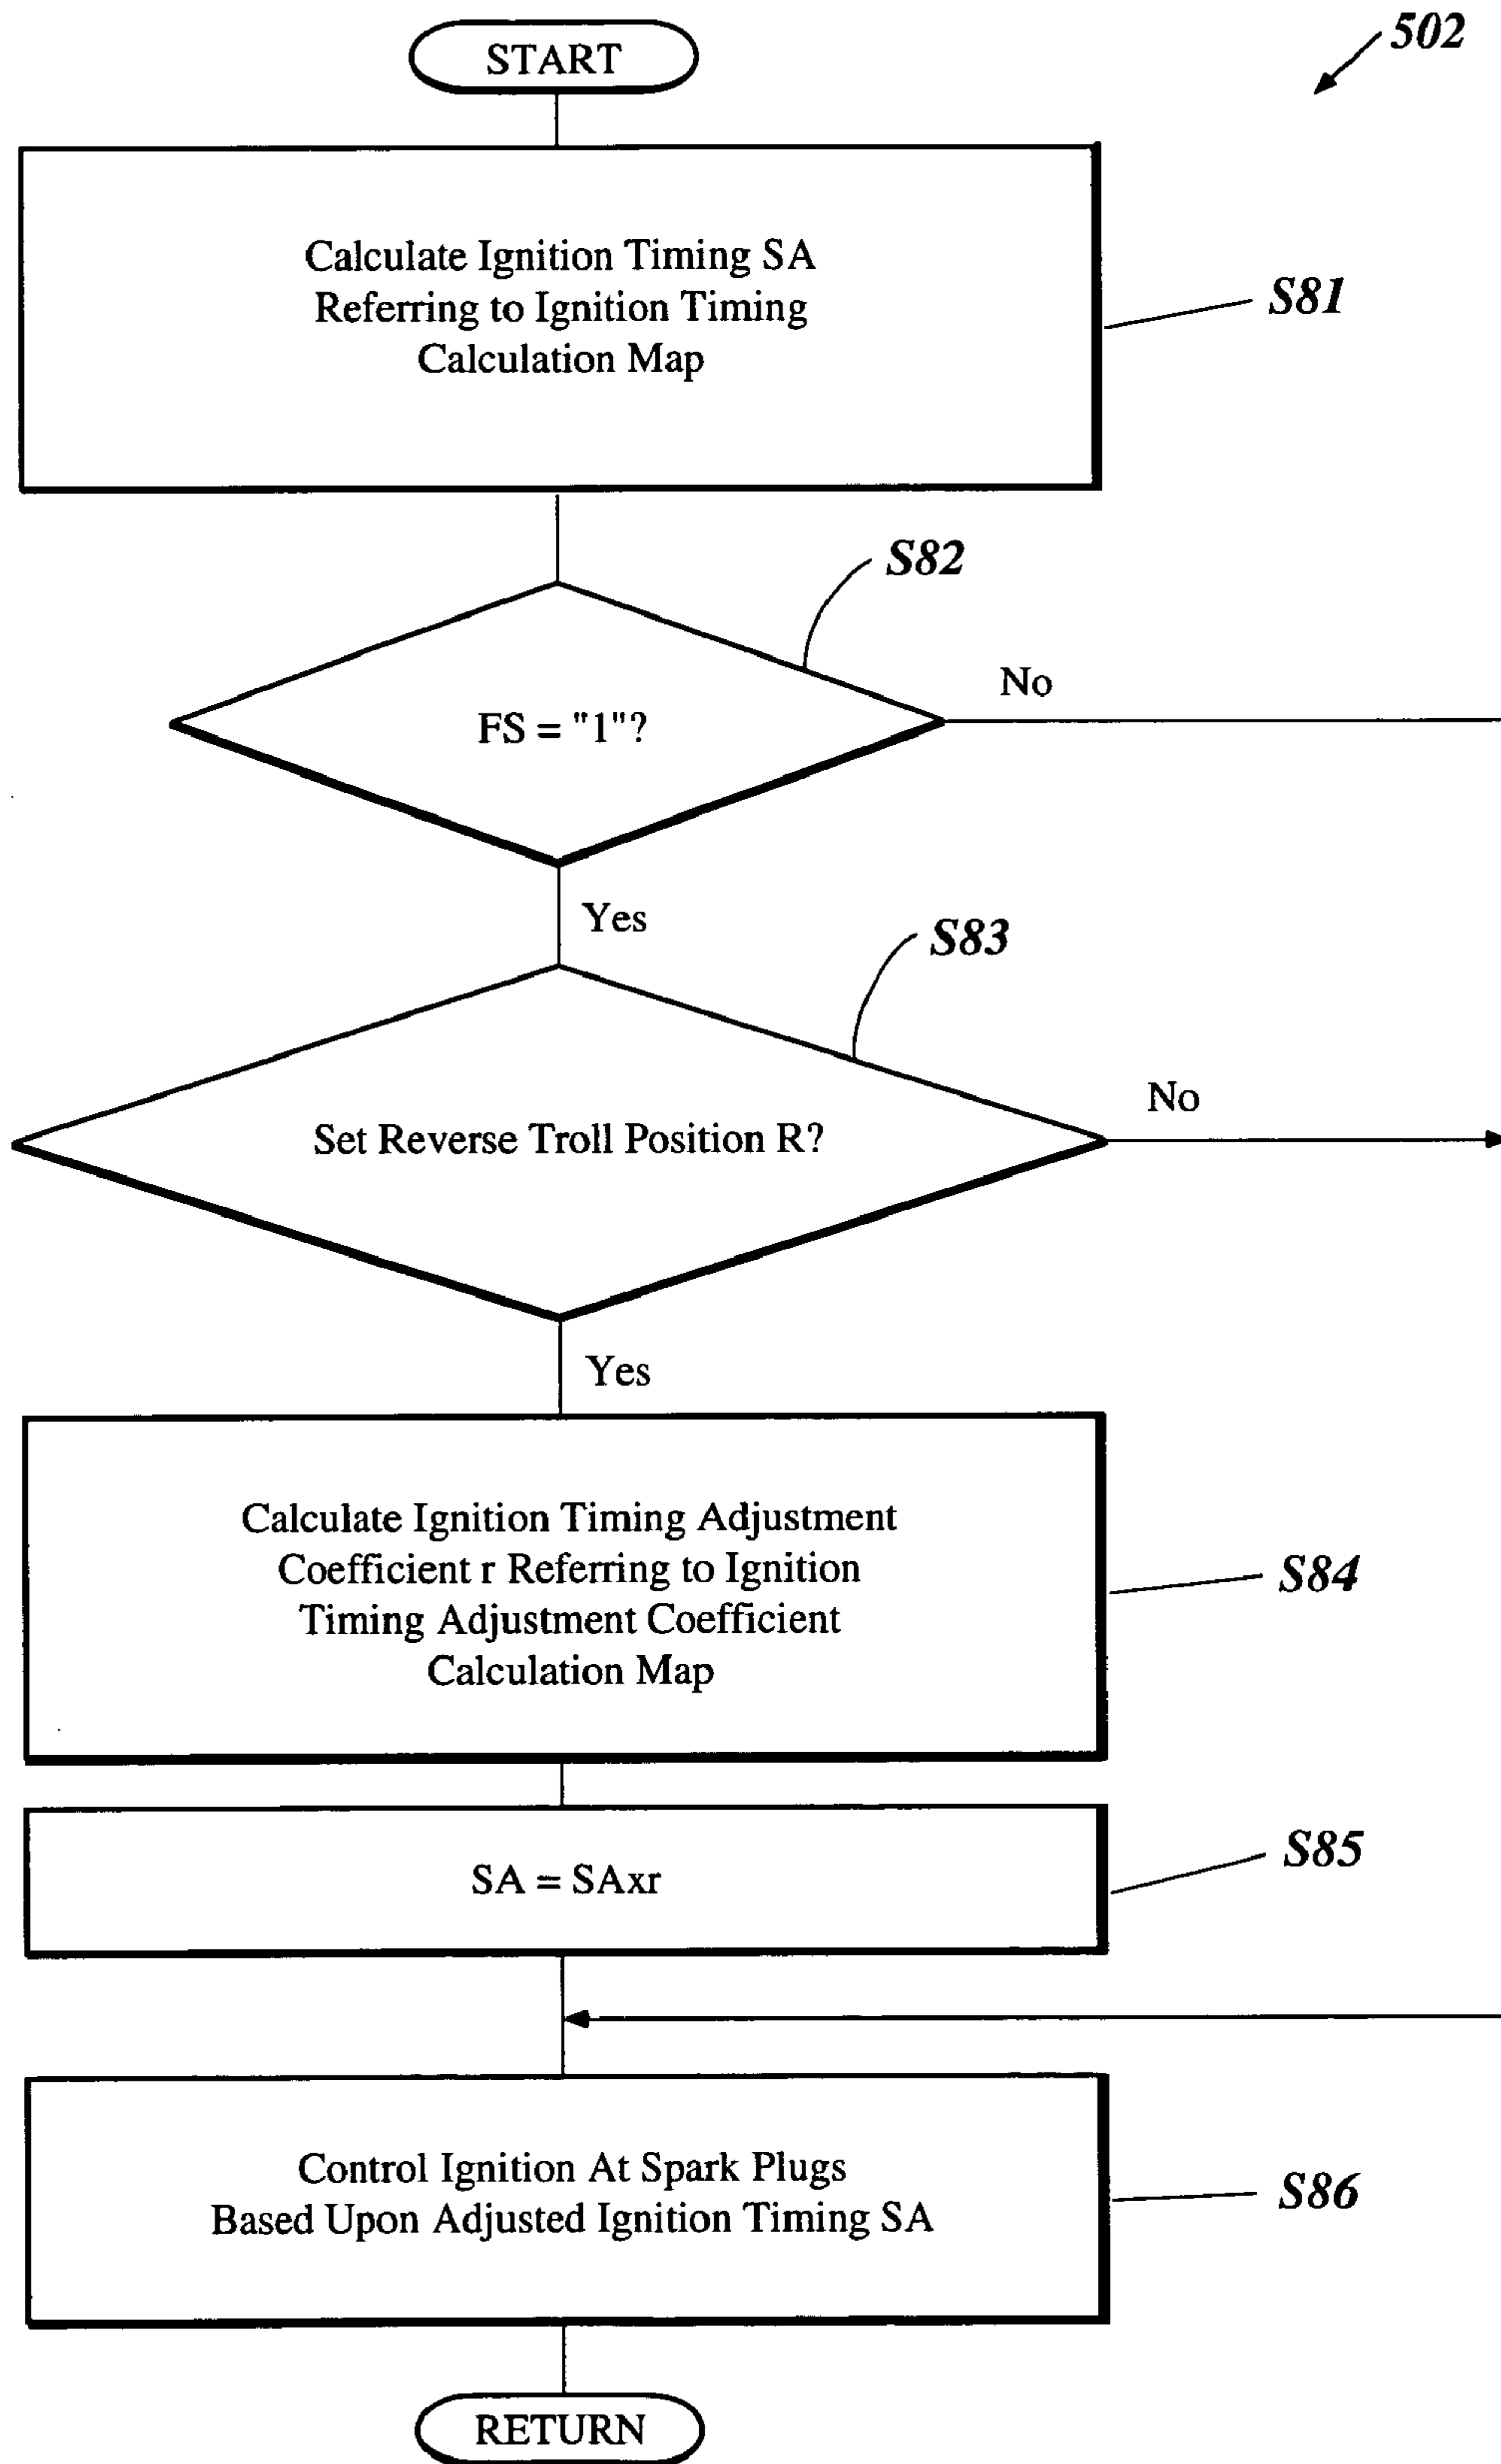 502
START
Calculate Ignition Timing SA
Referring to Ignition Timing
Calculation Map
S81
S82
FS = "1"?
No
Yes
S83
Set Reverse Troll Position R?
No
Yes
Calculate Ignition Timing Adjustment
Coefficient r Referring to Ignition
Timing Adjustment Coefficient
Calculation Map
S84
SA = SAxr
S85
Control Ignition At Spark Plugs
Based Upon Adjusted Ignition Timing SA
S86
RETURN